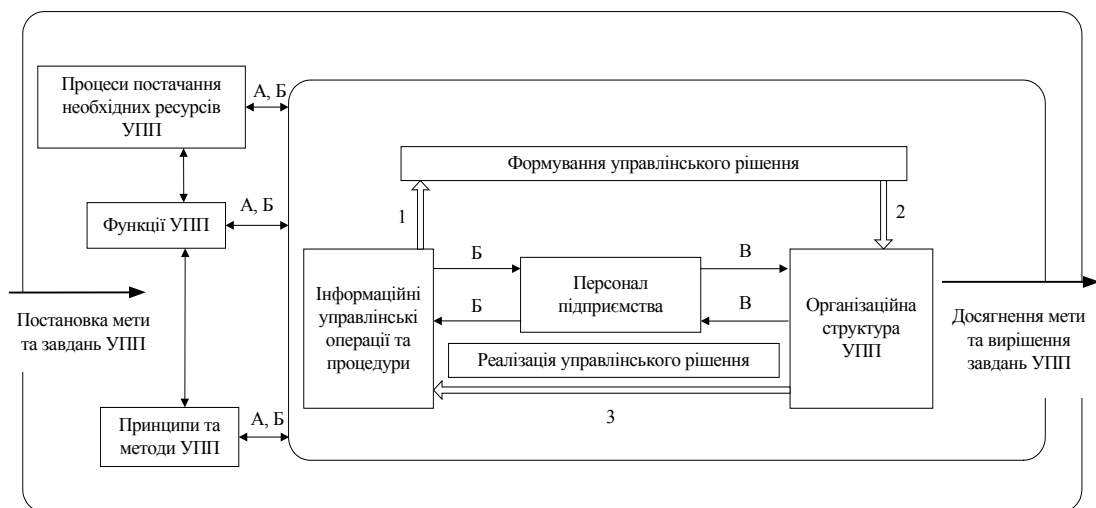 Процеси постачання
необхідних ресурсів
УПП
А, Б
Формування управлінського рішення
Функції УПП
А, Б
1
2
Інформаційні
управлінські
операції та
процедури
Б
Б
Персонал
підприємства
В
В
Організаційна
структура
УПП
Постановка мети
та завдань УПП
Досягнення мети
та вирішення
завдань УПП
Реалізація управлінського рішення
3
Принципи та
методи УПП
А, Б